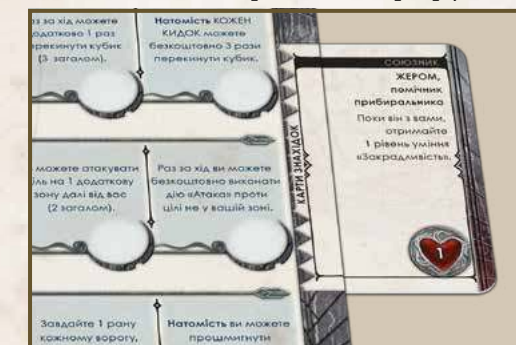 за хід можете
додатково 1 раз
перекинути кубик
(3 загалом).
Натомість КОЖЕН
КИДОК можете
безкоштовно 3 рази
перекинути кубик.
можете атакувати
на 1 додаткову
зону далі від вас
(2 загалом).
Раз за хід ви можете
безкоштовно виконати
дію «Атака» проти
цілі не у вашій зоні.
Завдайте 1 рану
кожному ворогу,
Натомість ви можете
прошмигнути
КАРТИ ЗНАХІДОК
СОЮЗНИК
ЖЕРОМ,
помічник
прибиральника
Поки він з вами,
отримайте
1 рівень уміння
«Закрадливість».
1